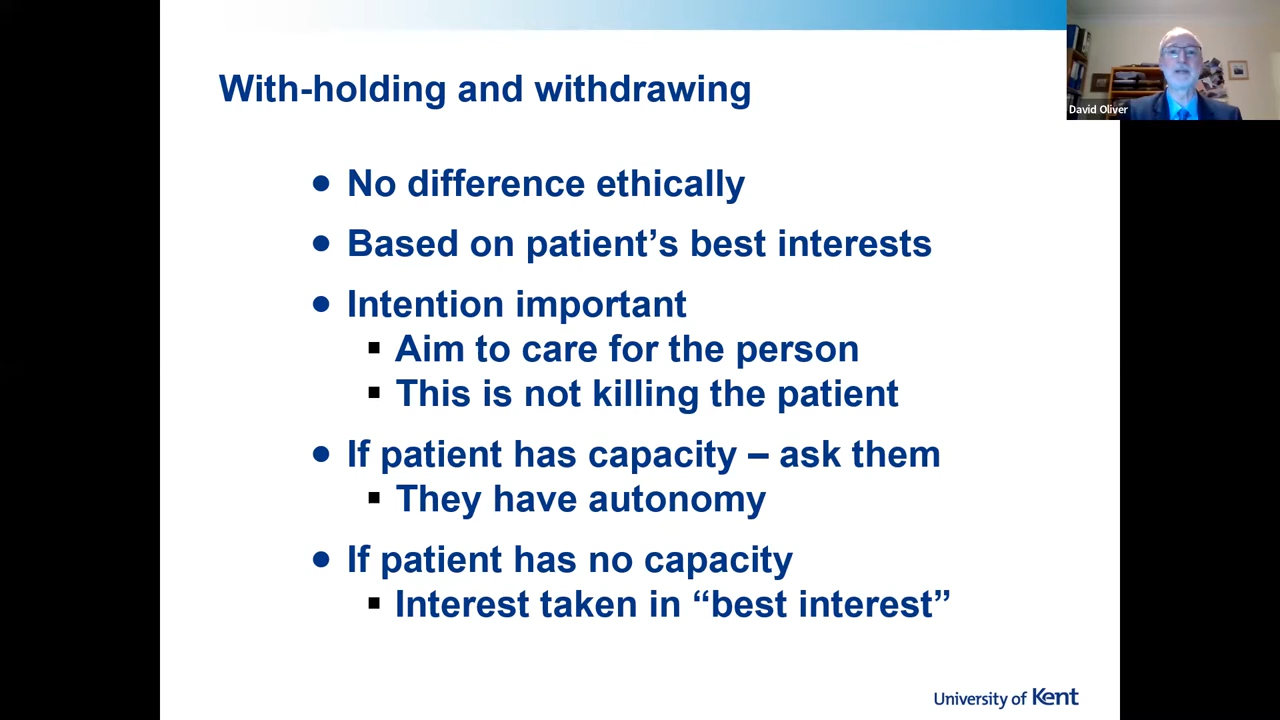 With-holding and withdrawing
David Oliver
● No difference ethically
● Based on patient’s best interests
● Intention important
▪ Aim to care for the person
▪ This is not killing the patient
● If patient has capacity – ask them
▪ They have autonomy
● If patient has no capacity
▪ Interest taken in “best interest”
University of Kent